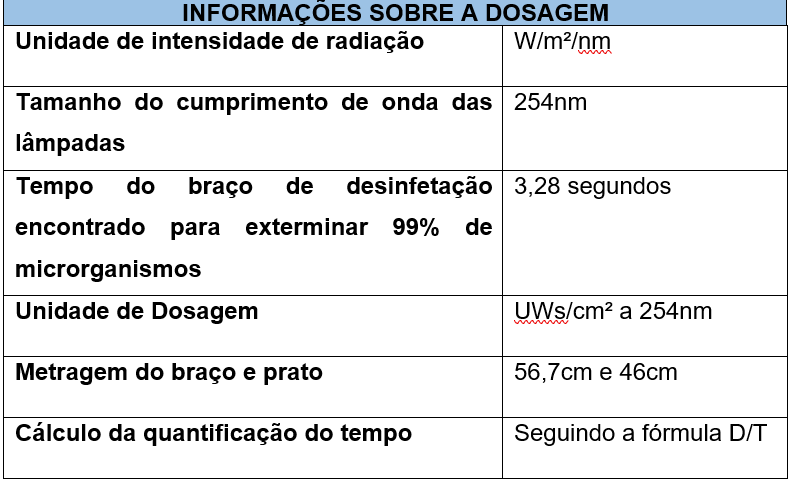 INFORMAÇÕES SOBRE A DOSAGEM
Unidade de intensidade de radiação
W/m²/nm
Tamanho do cumprimento de onda das
lâmpadas
254nm
Tempo do braço de desinfetação
encontrado para exterminar 99% de
microrganismos
3,28 segundos
Unidade de Dosagem
UWs/cm² a 254nm
Metragem do braço e prato
56,7cm e 46cm
Cálculo da quantificação do tempo
Seguindo a fórmula D/T